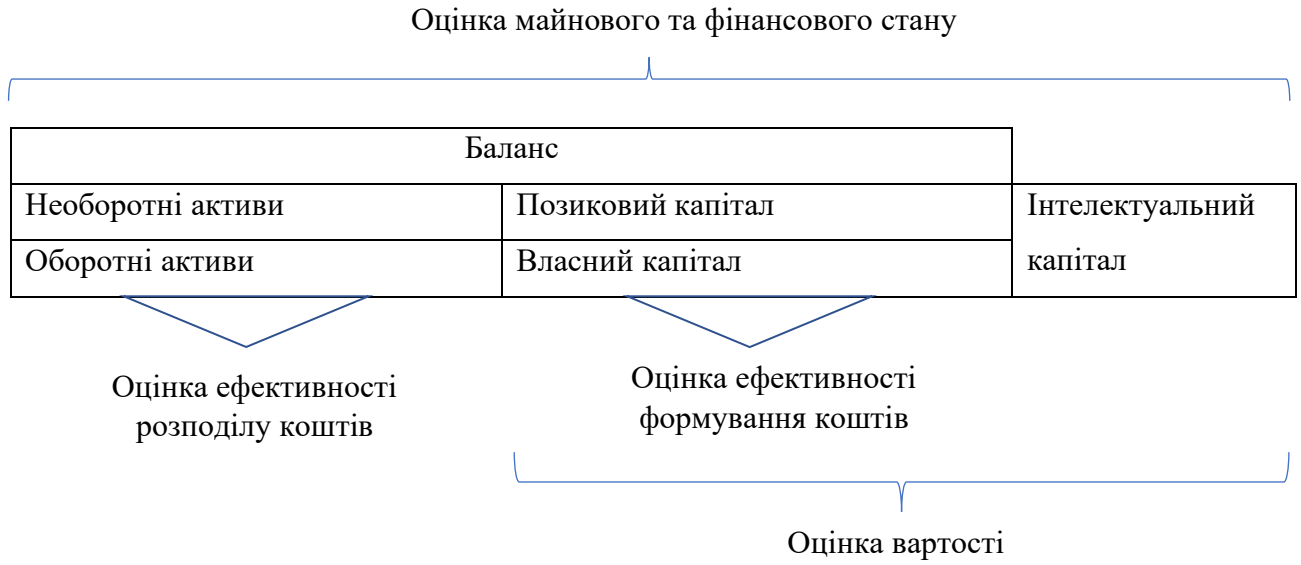 Оцінка майнового та фінансового стану
Баланс
Необоротні активи
Позиковий капітал
Інтелектуальний
капітал
Оборотні активи
Власний капітал
Оцінка ефективності
розподілу коштів
Оцінка ефективності
формування коштів
Оцінка вартості